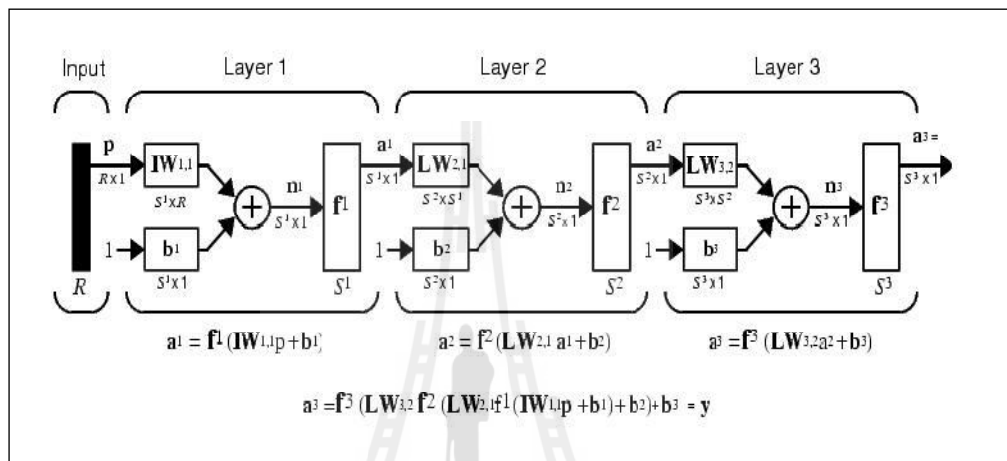 Input Layer 1 Layer 2 Layer 3
p a1 a2 a3 =
IW1,1 LW2,1 LW3,2
R x 1 S1 x 1 S2 x 1 S3 x 1
n1 n2 n3
S1 x R S2 x S1 S3 x S2
f1 f2 f3
S1 x 1 S2 x 1 S3 x 1
1 b1 1 b2 1 b3
S1 x 1 S2 x 1 S3 x 1
R S1 S2 S3
a1 = f1 (IW1,1p+b1) a2 = f2 (LW2,1 a1+b2) a3=f3 (LW3,2a2+b3)
a3 =f3 (LW3,2 f2 (LW2,1f1(IW1,1p +b1)+b2)+b3 = y